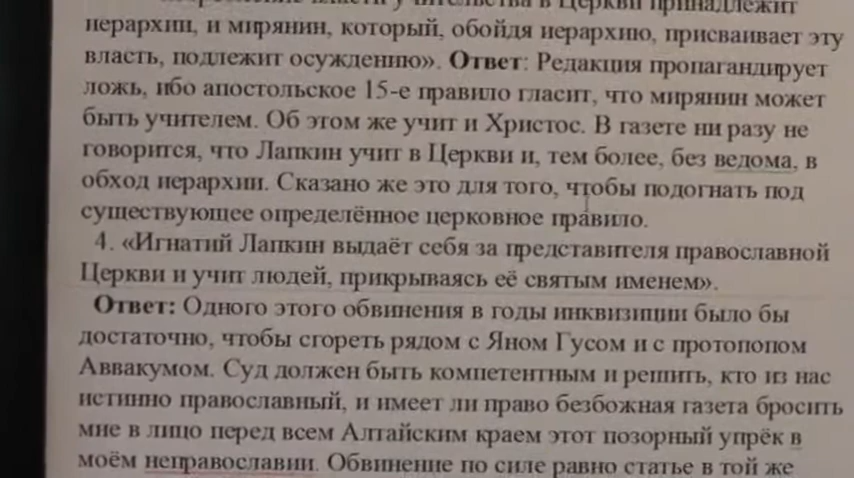 власти учительства в Церкви принадлежит
иерархии, и мирянин, который, обойдя иерархию, присваивает эту
власть, подлежит осуждению». Ответ: Редакция пропагандирует
ложь, ибо апостольское 15-е правило гласит, что мирянин может
быть учителем. Об этом же учит и Христос. В газете ни разу не
говорится, что Лапкин учит в Церкви и, тем более, без ведома, в
обход иерархии. Сказано же это для того, чтобы подогнать под
существующее определённое церковное правило.
4. «Игнатий Лапкин выдаёт себя за представителя православной
Церкви и учит людей, прикрываясь её святым именем».
Ответ: Одного этого обвинения в годы инквизиции было бы
достаточно, чтобы сгореть рядом с Яном Гусом и с протопопом
Аввакумом. Суд должен быть компетентным и решить, кто из нас
истинно православный, и имеет ли право безбожная газета бросить
мне в лицо перед всем Алтайским краем этот позорный упрёк в
моём неправославии. Обвинение по силе равно статье в той же